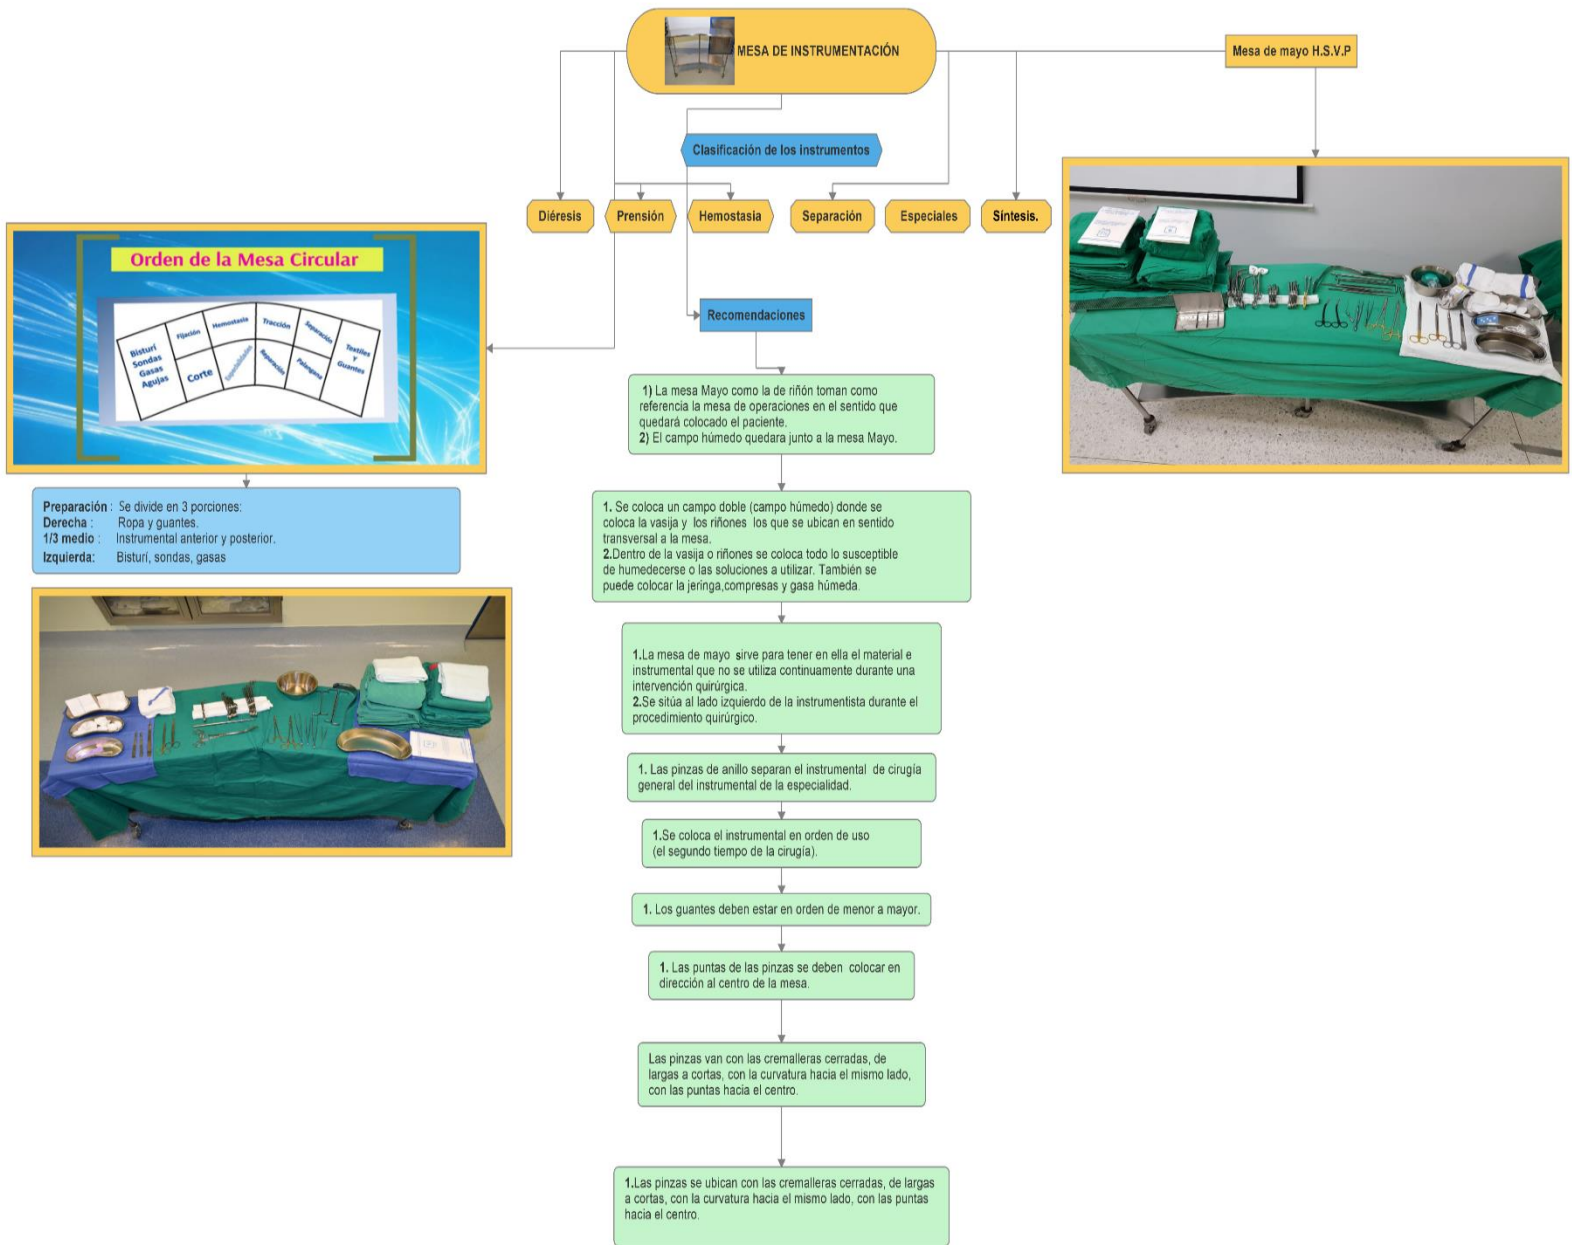 MESA DE INSTRUMENTACIÓN
Mesa de mayo H.S.V.P
Clasificación de los instrumentos
Diéresis
Prensión
Hemostasia
Separación
Especiales
Síntesis.
Orden de la Mesa Circular
Bisturí
Sondas
Gasas
Agujas
Fijación
Hemostasia
Tracción
Separación
Textiles
Y
Guantes
Corte
Especialidades
Reparación
Palangana
Preparación : Se divide en 3 porciones:
Derecha : Ropa y guantes.
1/3 medio : Instrumental anterior y posterior.
Izquierda: Bisturí, sondas, gasas
Recomendaciones
1) La mesa Mayo como la de riñón toman como
referencia la mesa de operaciones en el sentido que
quedará colocado el paciente.
2) El campo húmedo quedara junto a la mesa Mayo.
1. Se coloca un campo doble (campo húmedo) donde se
coloca la vasija y los riñones los que se ubican en sentido
transversal a la mesa.
2.Dentro de la vasija o riñones se coloca todo lo susceptible
de humedecerse o las soluciones a utilizar. También se
puede colocar la jeringa,compresas y gasa húmeda.
1.La mesa de mayo sirve para tener en ella el material e
instrumental que no se utiliza continuamente durante una
intervención quirúrgica.
2.Se sitúa al lado izquierdo de la instrumentista durante el
procedimiento quirúrgico.
1. Las pinzas de anillo separan el instrumental de cirugía
general del instrumental de la especialidad.
1.Se coloca el instrumental en orden de uso
(el segundo tiempo de la cirugía).
1. Los guantes deben estar en orden de menor a mayor.
1. Las puntas de las pinzas se deben colocar en
dirección al centro de la mesa.
Las pinzas van con las cremalleras cerradas, de
largas a cortas, con la curvatura hacia el mismo lado,
con las puntas hacia el centro.
1.Las pinzas se ubican con las cremalleras cerradas, de largas
a cortas, con la curvatura hacia el mismo lado, con las puntas
hacia el centro.